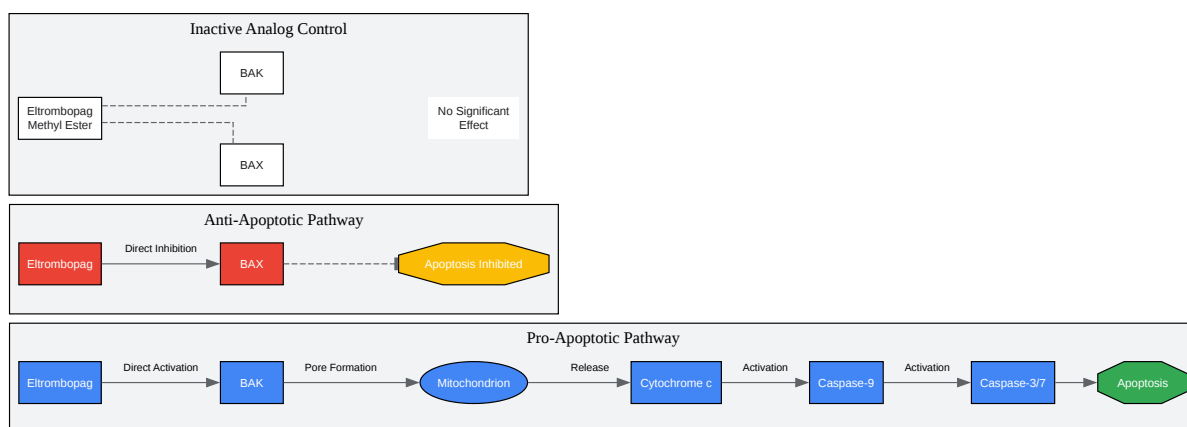 Inactive Analog Control
BAK
Eltrombopag
Methyl Ester
No Significant
Effect
BAX
Anti-Apoptotic Pathway
Eltrombopag
Direct Inhibition
BAX
Apoptosis Inhibited
Pro-Apoptotic Pathway
Eltrombopag
Direct Activation
BAK
Pore Formation
Mitochondrion
Release
Cytochrome c
Activation
Caspase-9
Activation
Caspase-3/7
Apoptosis